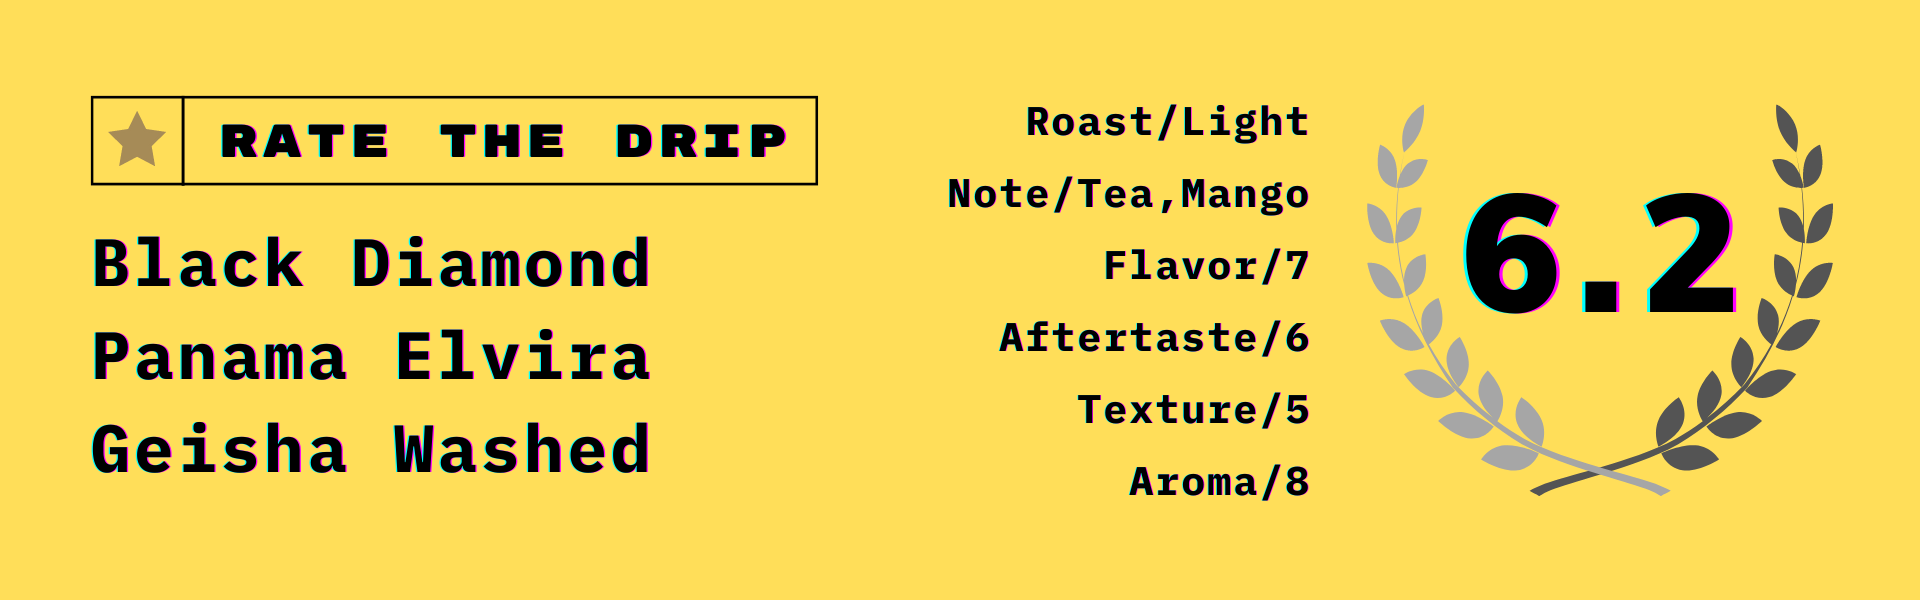 RATE THE DRIP
Black Diamond
Panama Elvira
Geisha Washed
Roast/Light
Note/Tea,Mango
Flavor/7
Aftertaste/6
Texture/5
Aroma/8
6.2